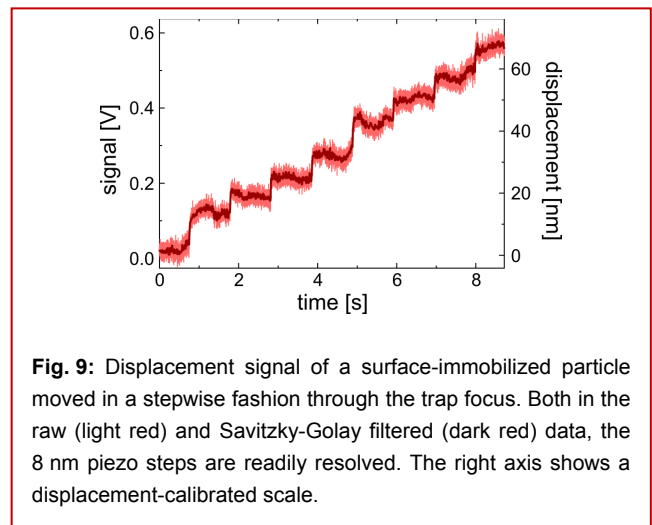 0.6
0.4
0.2
0.0
signal [V]
60
40
20
0
displacement [nm]
0
2
4
6
8
time [s]
Fig. 9: Displacement signal of a surface-immobilized particle
moved in a stepwise fashion through the trap focus. Both in the
raw (light red) and Savitzky-Golay filtered (dark red) data, the
8 nm piezo steps are readily resolved. The right axis shows a
displacement-calibrated scale.